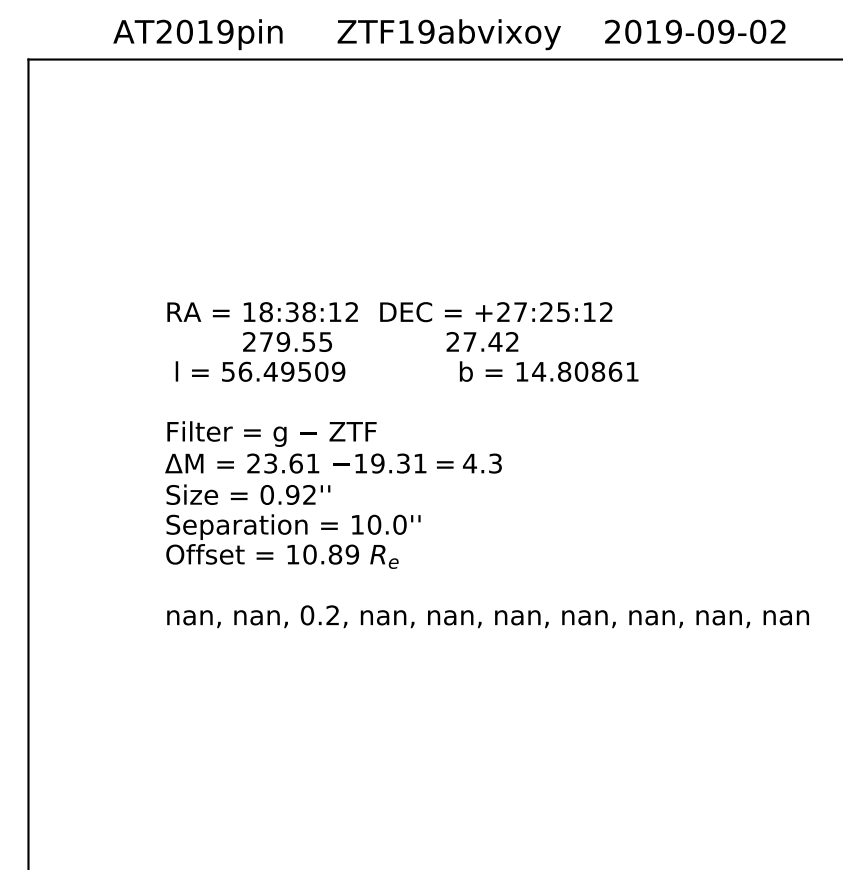 AT2019pin ZTF19abvixoy 2019-09-02
RA = 18:38:12 DEC = +27:25:12
279.55 27.42
l = 56.49509 b = 14.80861
Filter = g − ZTF
ΔM = 23.61 −19.31 = 4.3
Size = 0.92''
Separation = 10.0''
Offset = 10.89 Re
nan, nan, 0.2, nan, nan, nan, nan, nan, nan, nan